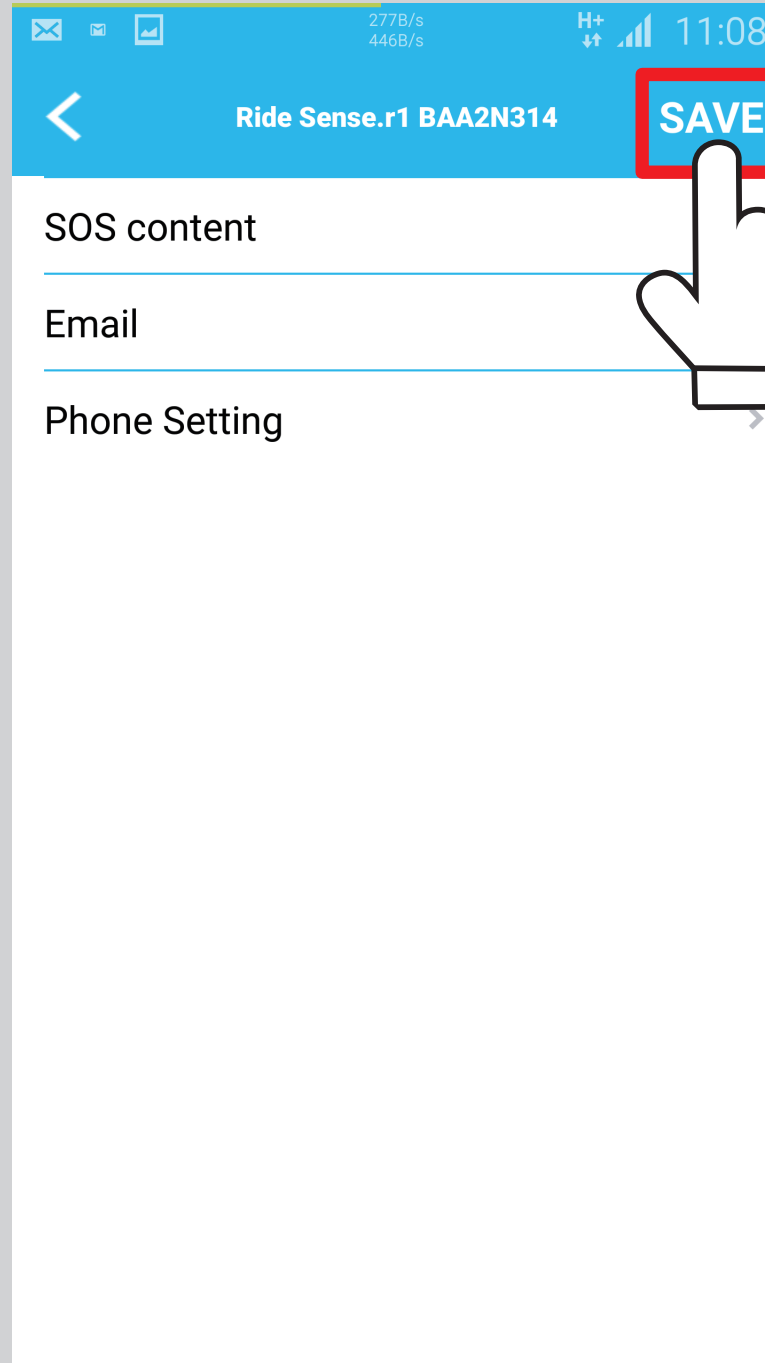 277B/s
446B/s
H+
11:08
Ride Sense.r1 BAA2N314
SAVE
SOS content
Email
Phone Setting